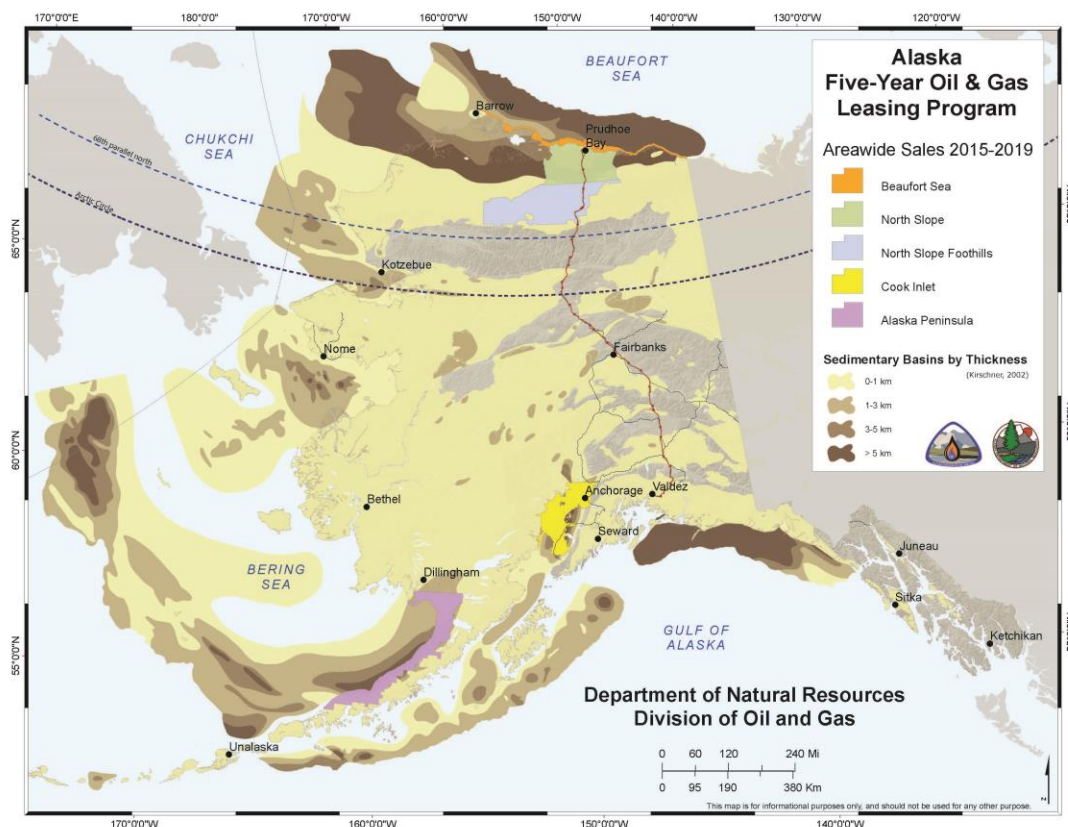 170°0'0"E
180°0'0"
170°0'0"W
160°0'0"W
150°0'0"W
140°0'0"W
130°0'0"W
120°0'0"W
Alaska
Five-Year Oil & Gas
Leasing Program
Areawide Sales 2015-2019
Beaufort Sea
North Slope
North Slope Foothills
Cook Inlet
Alaska Peninsula
Sedimentary Basins by Thickness
(Kirschner, 2002)
0-1 km
1-3 km
3-5 km
> 5 km
BEAUFORT
SEA
Barrow
Prudhoe
Bay
CHUKCHI
SEA
68th parallel north
Arctic Circle
65°0'0"N
Kotzebue
Nome
Fairbanks
60°0'0"N
Bethel
Anchorage
Valdez
Seward
Juneau
BERING
SEA
Dillingham
Sitka
GULF OF
ALASKA
Ketchikan
55°0'0"N
Unalaska
Department of Natural Resources
Division of Oil and Gas
0 60 120 240 Mi
0 95 190 380 Km
This map is for informational purposes only, and should not be used for any other purpose.
170°0'0"W
160°0'0"W
150°0'0"W
140°0'0"W